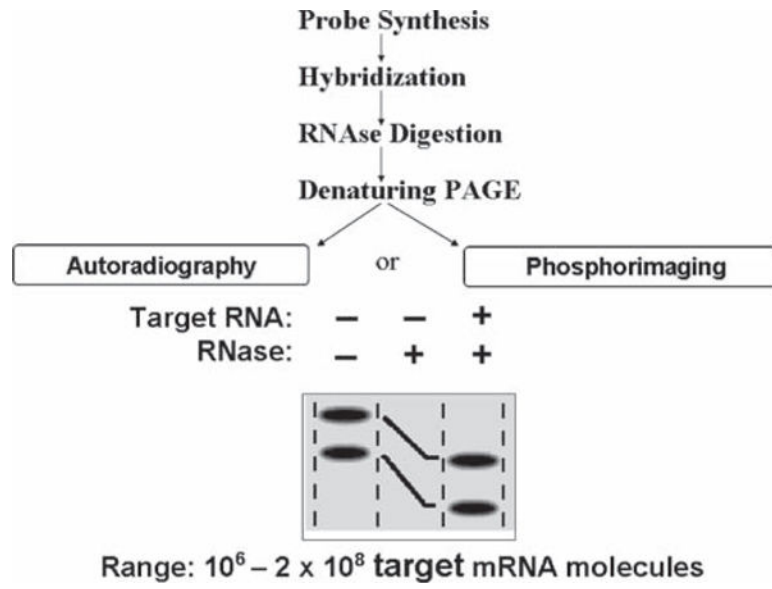 Probe Synthesis
Hybridization
RNAse Digestion
Denaturing PAGE
Autoradiography or Phosphorimaging
Target RNA: – – +
RNase: – + +
Range: 10⁶ – 2 x 10⁸ target mRNA molecules